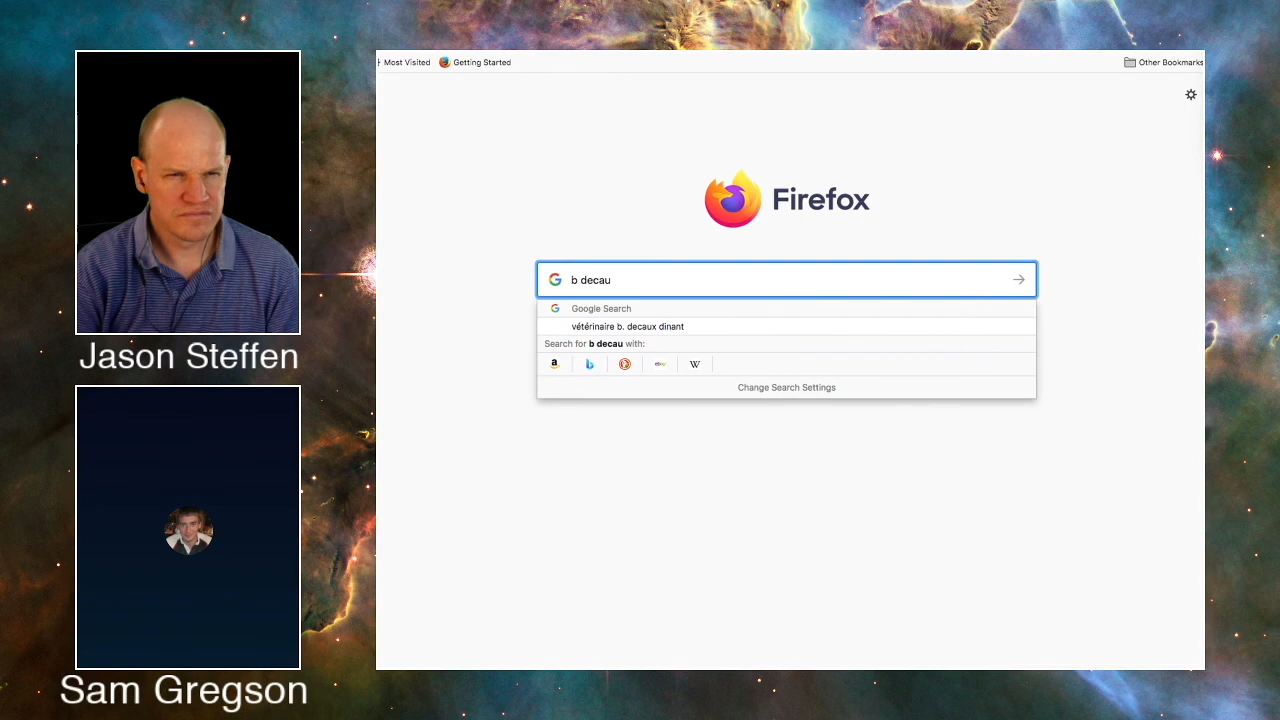 Most Visited
Getting Started
Other Bookmarks
Firefox
b decau
Google Search
vétérinaire b. decaux dinant
Search for b decau with:
ebay
Change Search Settings
Jason Steffen
Sam Gregson